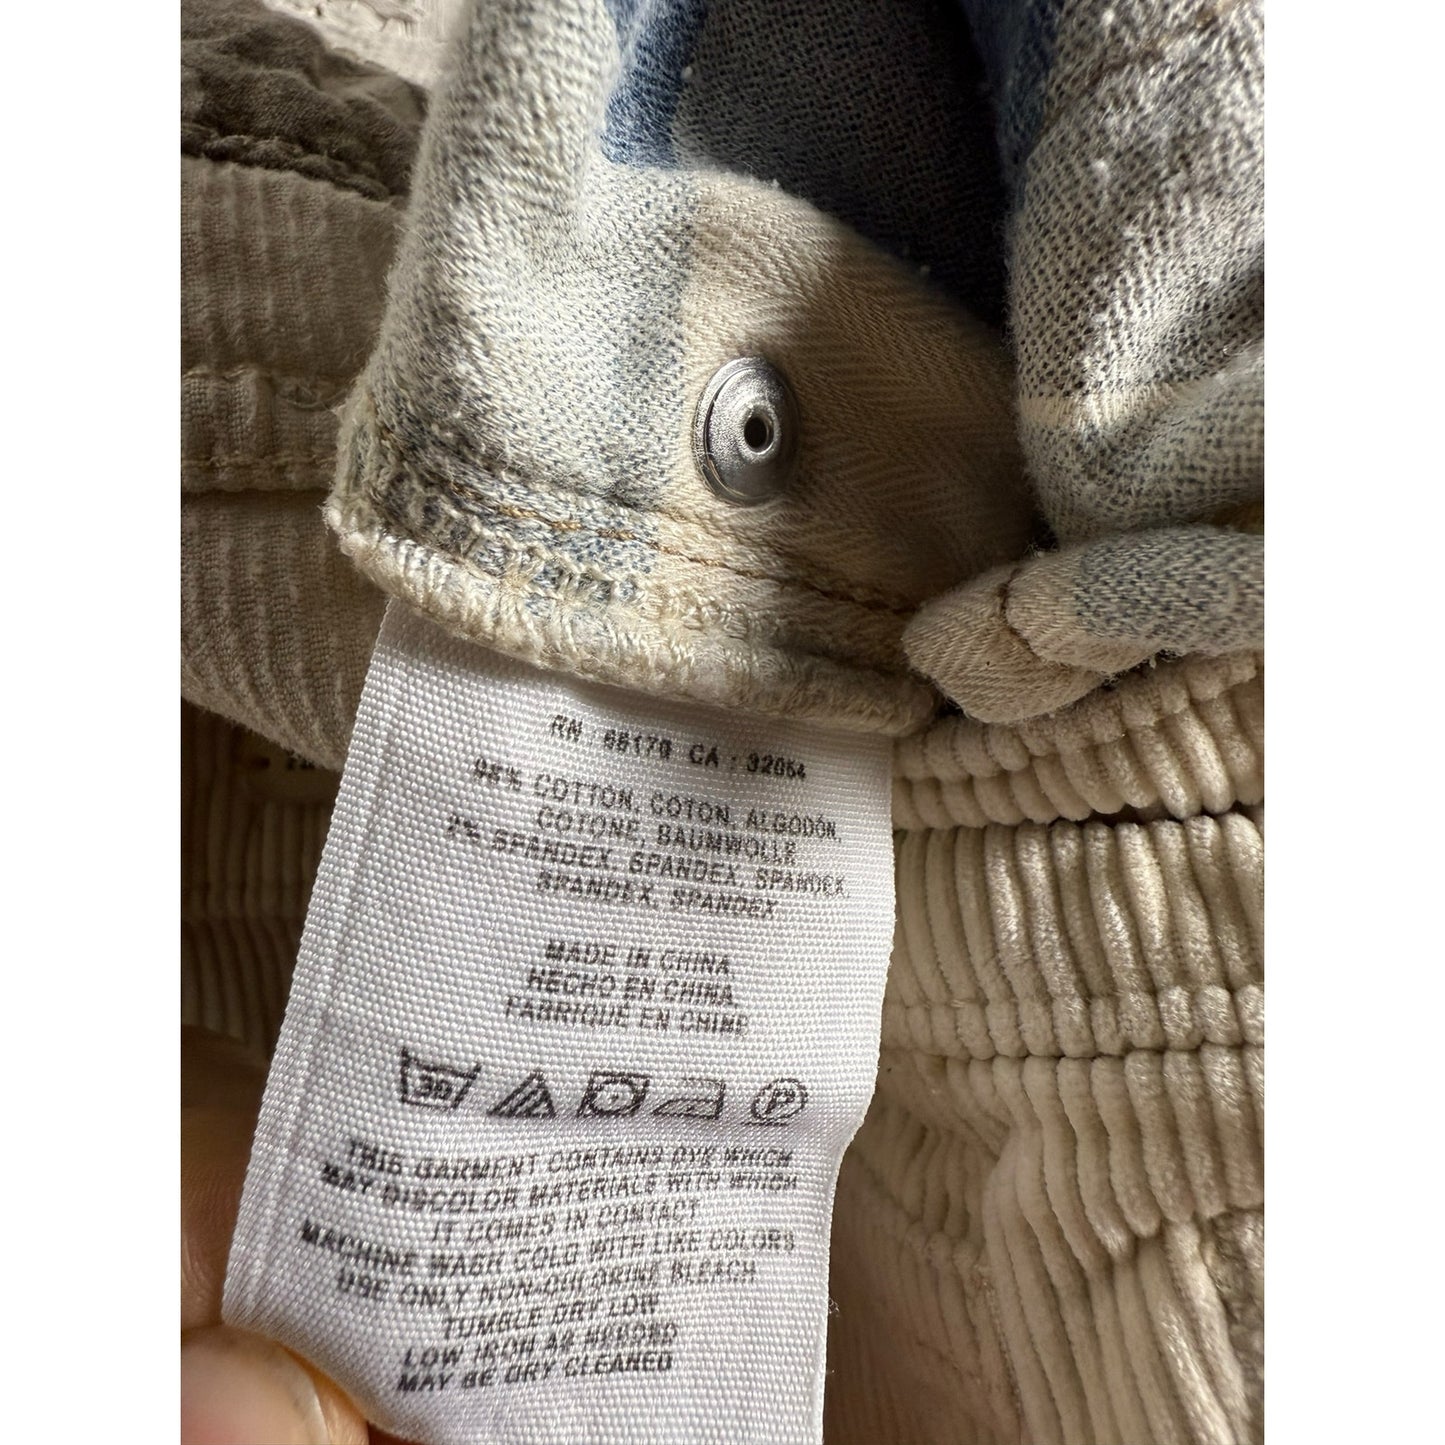 RN : 66170 CA : 32054
98% COTTON, COTON, ALGODÓN,
COTONE, BAUMWOLLE
2% SPANDEX, SPANDEX, SPANDEX,
SPANDEX, SPANDEX
MADE IN CHINA
HECHO EN CHINA
FABRIQUÉ EN CHINE
30
P
THIS GARMENT CONTAINS DYE WHICH
MAY DISCOLOR MATERIALS WITH WHICH
IT COMES IN CONTACT
MACHINE WASH COLD WITH LIKE COLORS
USE ONLY NON-CHLORINE BLEACH
TUMBLE DRY LOW
LOW IRON AS NEEDED
MAY BE DRY CLEANED